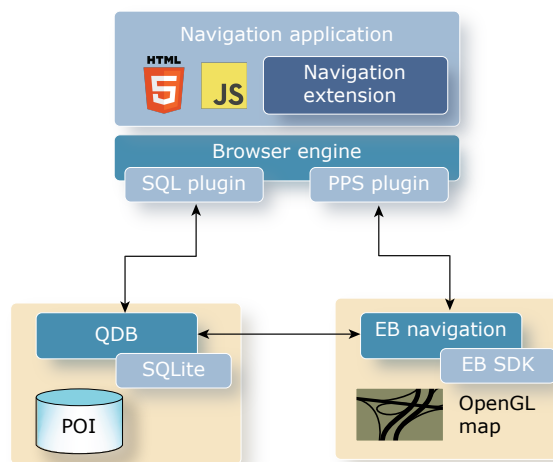 Navigation application
HTML
5
JS
Navigation
extension
Browser engine
SQL plugin
PPS plugin
QDB
SQLite
POI
EB navigation
EB SDK
OpenGL
map